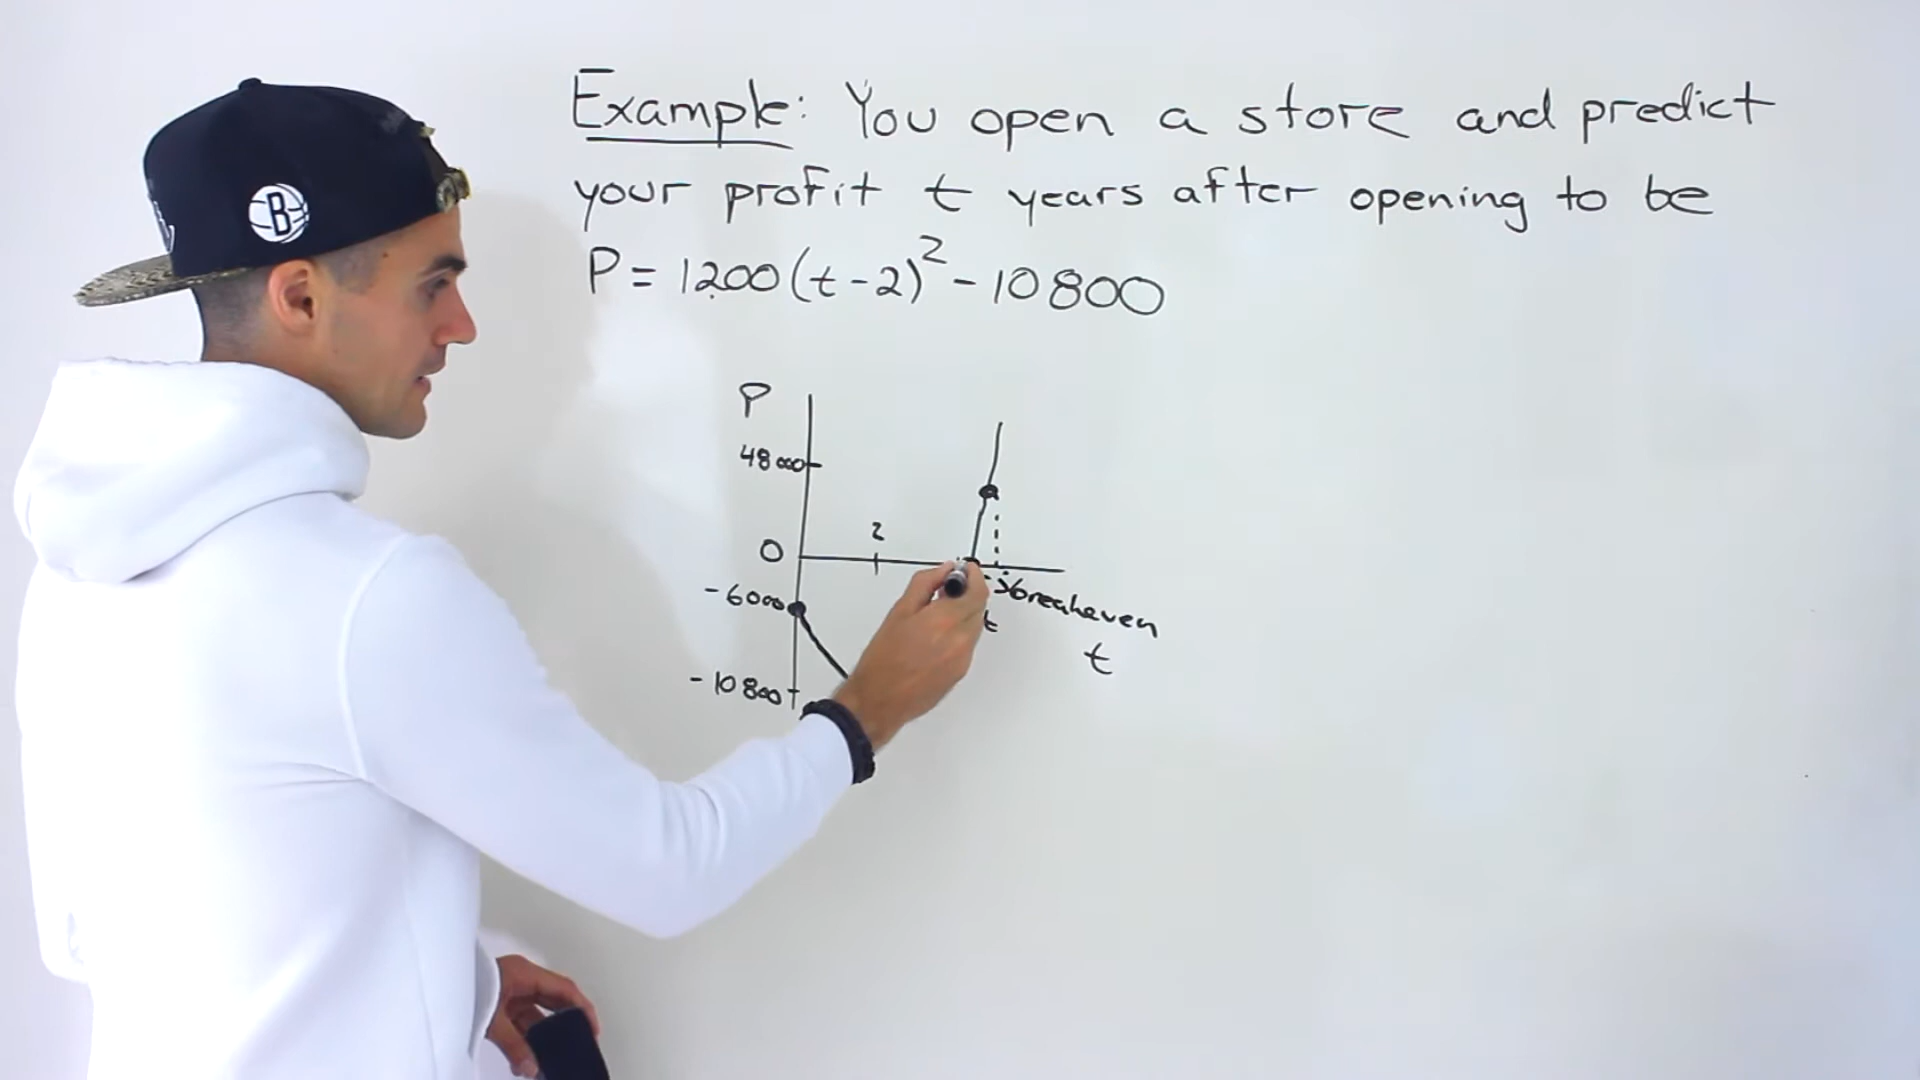 Example: You open a store and predict
your profit t years after opening to be
P = 1200(t-2)² - 10800
P
48000
2
0
-6000
breakeven
t
t
-10800
B